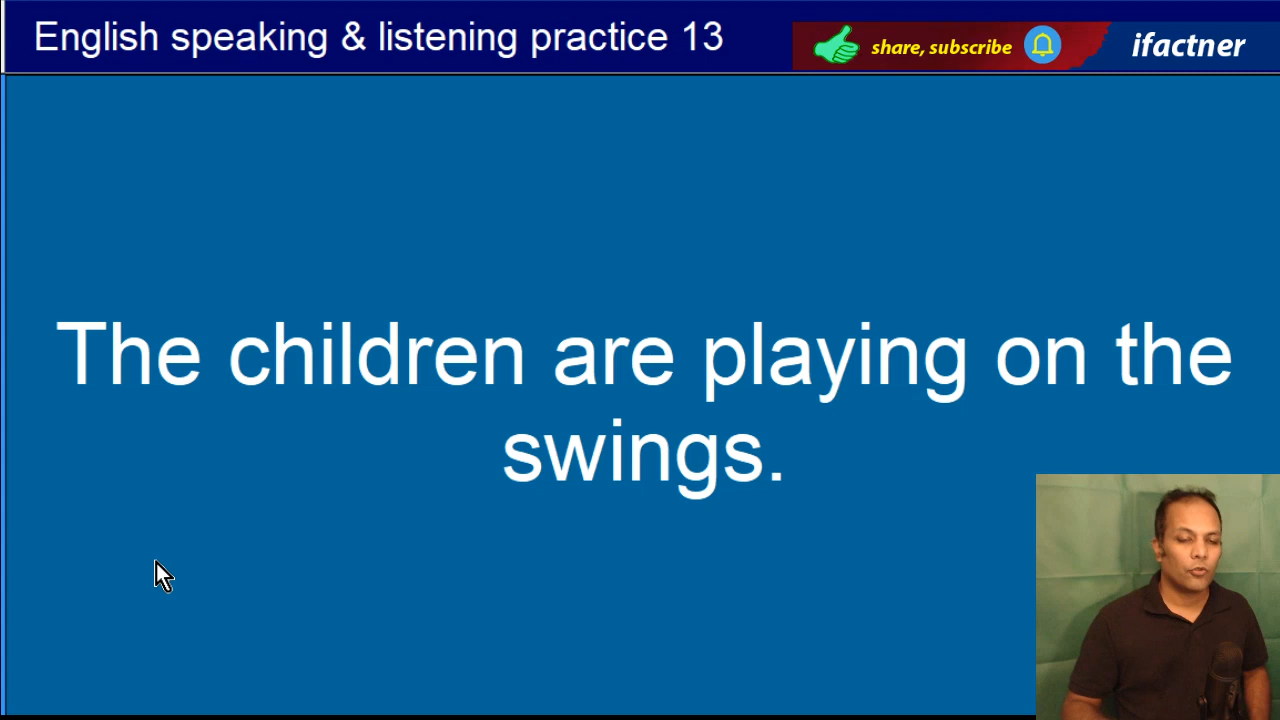 English speaking & listening practice 13
share, subscribe
ifactner
The children are playing on the
swings.